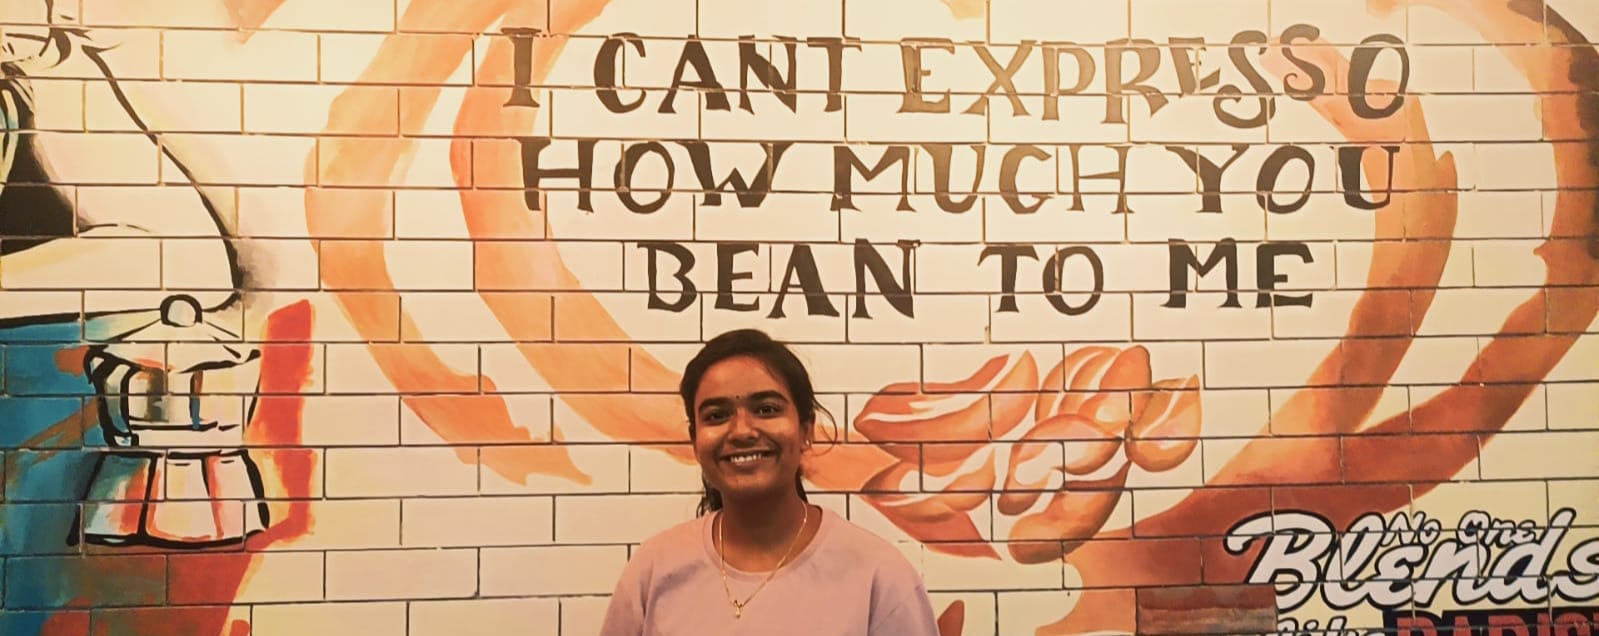 I CANT EXPRESSO
HOW MUCH YOU
BEAN TO ME
No One
Blends